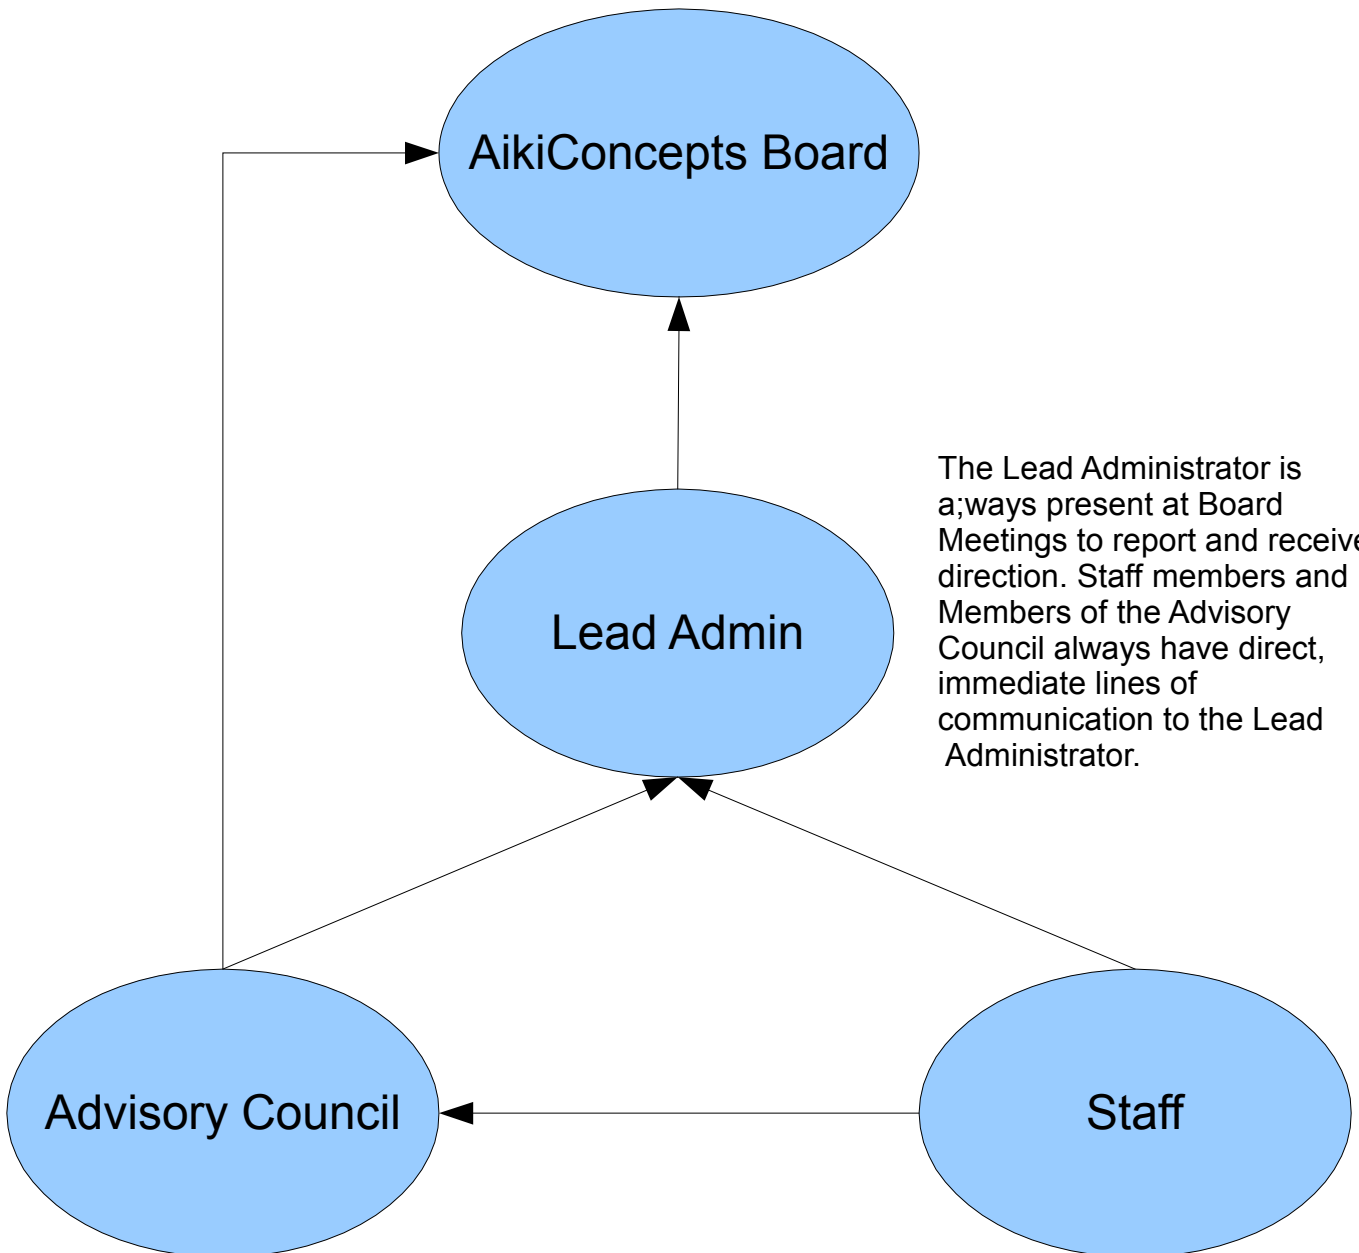 AikiConcepts Board
The Lead Administrator is
a;ways present at Board
Meetings to report and receive
direction. Staff members and
Members of the Advisory
Council always have direct,
immediate lines of
communication to the Lead
Administrator.
Lead Admin
Advisory Council
Staff